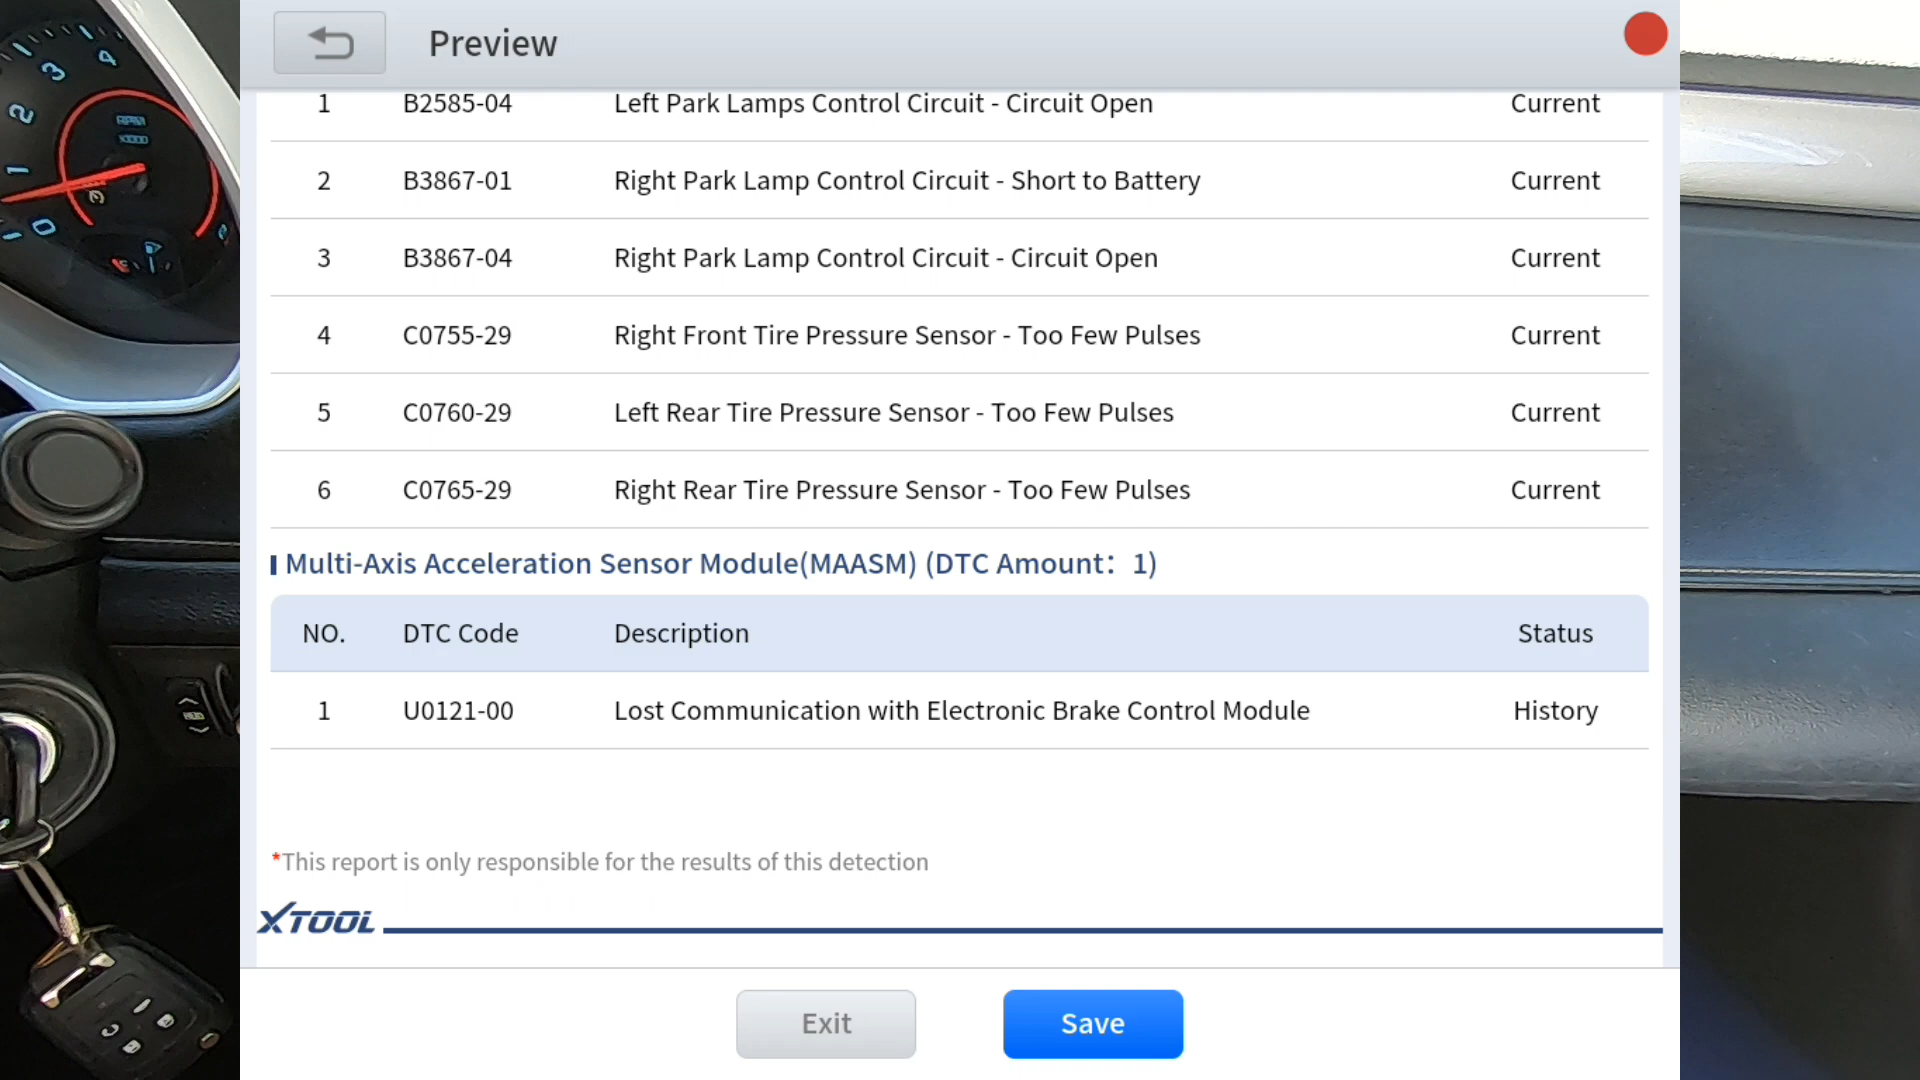 Preview
1 B2585-04 Left Park Lamps Control Circuit - Circuit Open Current
2 B3867-01 Right Park Lamp Control Circuit - Short to Battery Current
3 B3867-04 Right Park Lamp Control Circuit - Circuit Open Current
4 C0755-29 Right Front Tire Pressure Sensor - Too Few Pulses Current
5 C0760-29 Left Rear Tire Pressure Sensor - Too Few Pulses Current
6 C0765-29 Right Rear Tire Pressure Sensor - Too Few Pulses Current
Multi-Axis Acceleration Sensor Module(MAASM) (DTC Amount：1)
NO. DTC Code Description Status
1 U0121-00 Lost Communication with Electronic Brake Control Module History
*This report is only responsible for the results of this detection
XTOOL
Exit Save
4
3
2
1
0